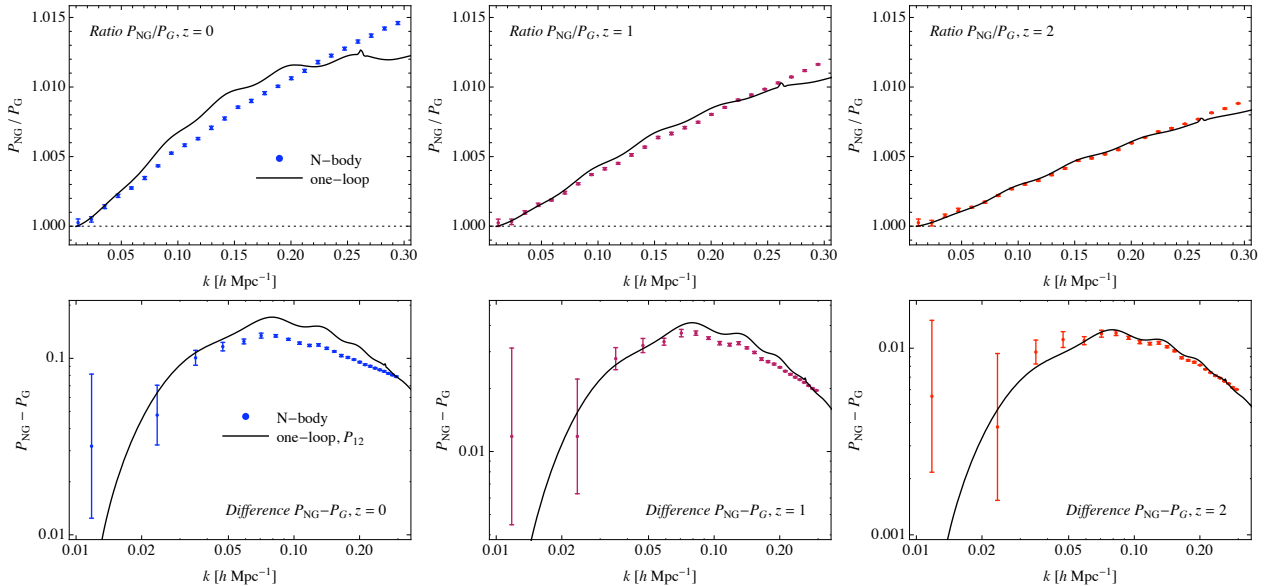 Ratio P_NG/P_G, z = 0
1.015
1.010
1.005
1.000
P_NG / P_G
N−body
one−loop
0.05 0.10 0.15 0.20 0.25 0.30
k [h Mpc⁻¹]
Ratio P_NG/P_G, z = 1
1.015
1.010
1.005
1.000
P_NG / P_G
0.05 0.10 0.15 0.20 0.25 0.30
k [h Mpc⁻¹]
Ratio P_NG/P_G, z = 2
1.015
1.010
1.005
1.000
P_NG / P_G
0.05 0.10 0.15 0.20 0.25 0.30
k [h Mpc⁻¹]
0.1
0.01
P_NG − P_G
N−body
one−loop, P₁₂
Difference P_NG−P_G, z = 0
0.01 0.02 0.05 0.10 0.20
k [h Mpc⁻¹]
0.01
P_NG − P_G
Difference P_NG−P_G, z = 1
0.01 0.02 0.05 0.10 0.20
k [h Mpc⁻¹]
0.01
0.001
P_NG − P_G
Difference P_NG−P_G, z = 2
0.01 0.02 0.05 0.10 0.20
k [h Mpc⁻¹]